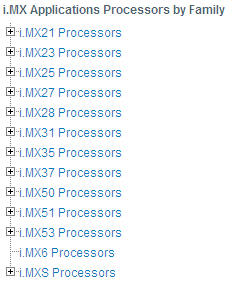 i.MX Applications Processors by Family
i.MX21 Processors
i.MX23 Processors
i.MX25 Processors
i.MX27 Processors
i.MX28 Processors
i.MX31 Processors
i.MX35 Processors
i.MX37 Processors
i.MX50 Processors
i.MX51 Processors
i.MX53 Processors
i.MX6 Processors
i.MXS Processors